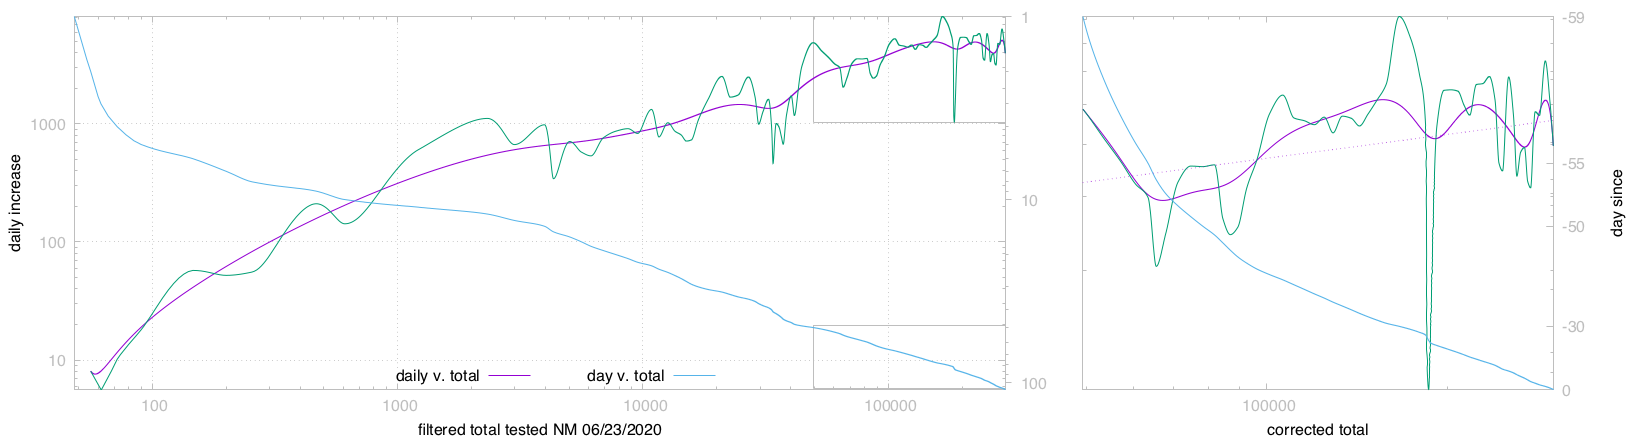 daily increase
1000
100
10
100
1000
10000
100000
1
10
100
daily v. total
day v. total
filtered total tested NM 06/23/2020
100000
corrected total
-59
-55
-50
-30
0
day since